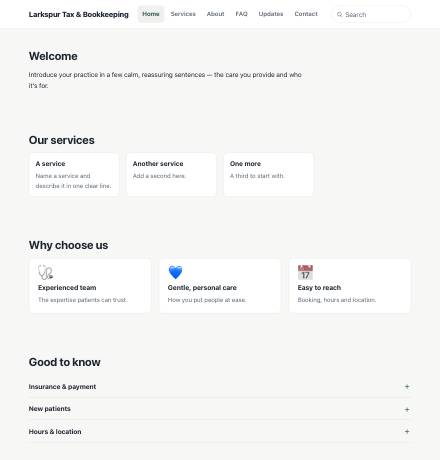 Larkspur Tax & Bookkeeping Home Services About FAQ Updates Contact Search
Welcome
Introduce your practice in a few calm, reassuring sentences — the care you provide and who
it's for.
Our services
A service Another service One more
Name a service and Add a second here. A third to start with.
describe it in one clear line.
Why choose us
Experienced team Gentle, personal care Easy to reach
The expertise patients can trust. How you put people at ease. Booking, hours and location.
Good to know
Insurance & payment +
New patients +
Hours & location +